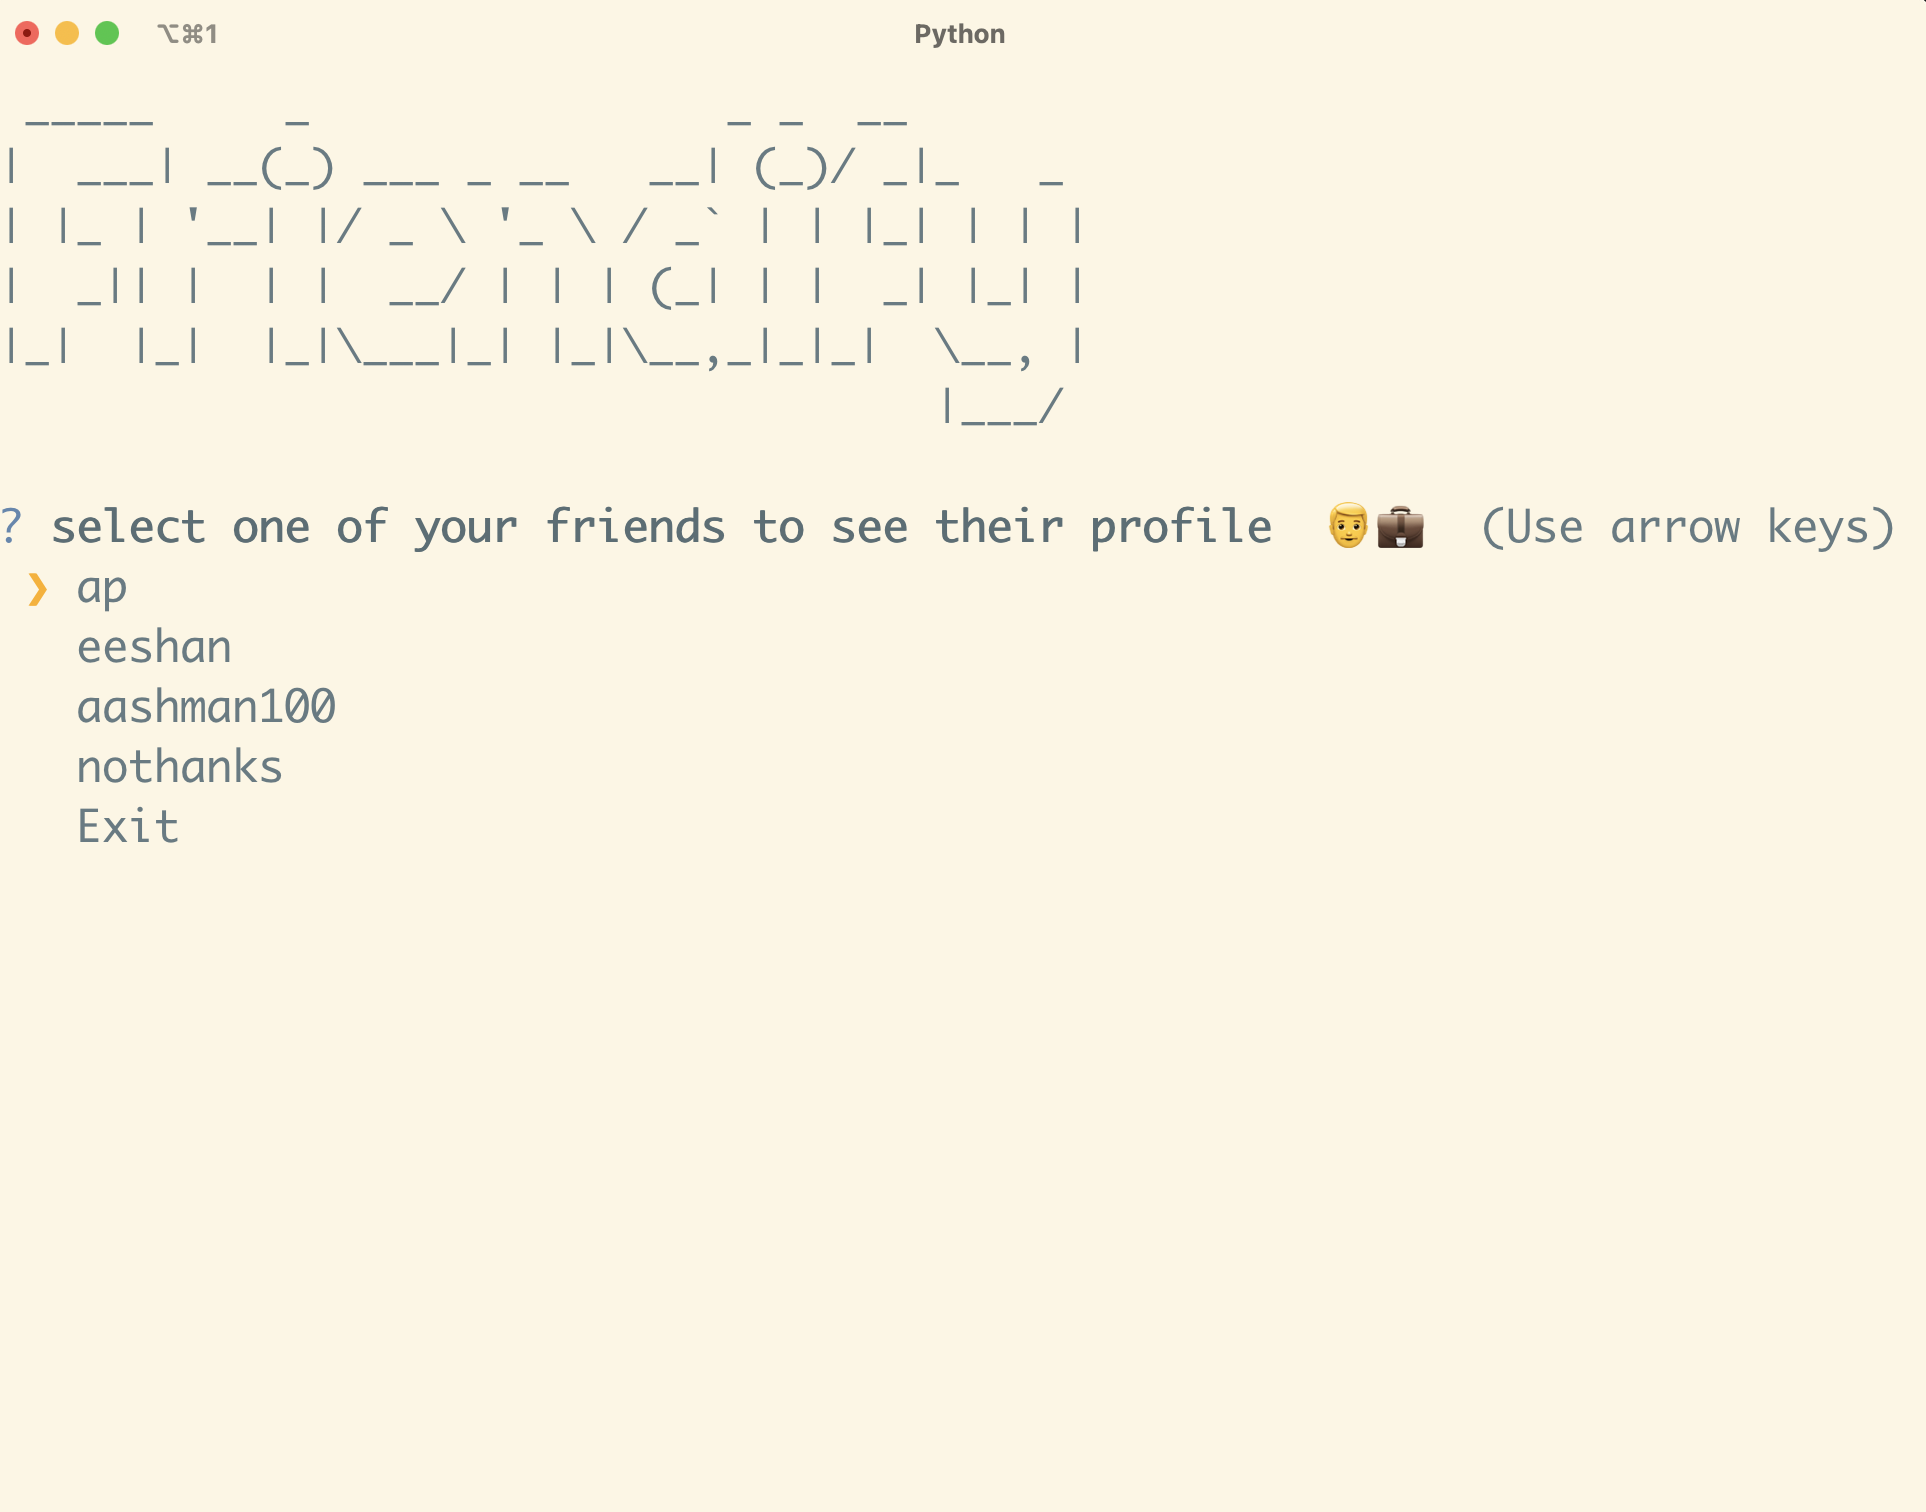 ⌥⌘1 Python
 _____     _                _ _  __
|  ___| __(_) ___ _ __   __| (_)/ _|_   _
| |_ | '__| |/ _ \ '_ \ / _` | | |_| | | |
|  _|| |  | |  __/ | | | (_| | |  _| |_| |
|_|  |_|  |_|\___|_| |_|\__,_|_|_|  \__, |
                                    |___/
? select one of your friends to see their profile 👨💼 (Use arrow keys)
❯ ap
eeshan
aashman100
nothanks
Exit